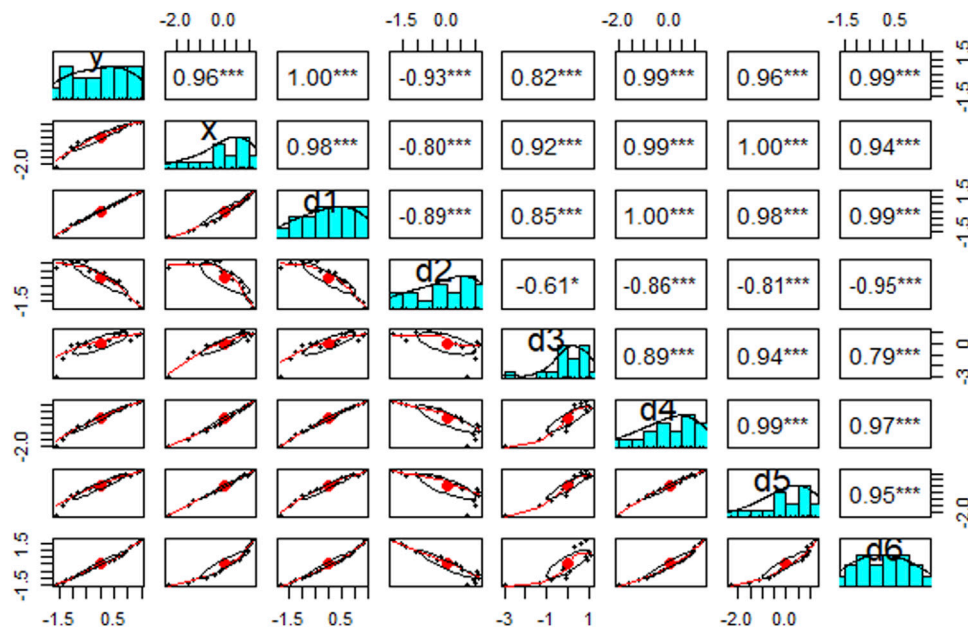 -2.0 0.0 -1.5 0.0 -2.0 0.0 -1.5 0.5
y 0.96*** 1.00*** -0.93*** 0.82*** 0.99*** 0.96*** 0.99*** -1.5 1.5
-2.0 x 0.98*** -0.80*** 0.92*** 0.99*** 1.00*** 0.94***
d1 -0.89*** 0.85*** 1.00*** 0.98*** 0.99*** -1.5 1.5
-1.5 d2 -0.61* -0.86*** -0.81*** -0.95***
d3 0.89*** 0.94*** 0.79*** -3 0
-2.0 d4 0.99*** 0.97***
d5 0.95*** -2.0
-1.5 1.5 d6
-1.5 0.5 -1.5 0.5 -3 -1 1 -2.0 0.0